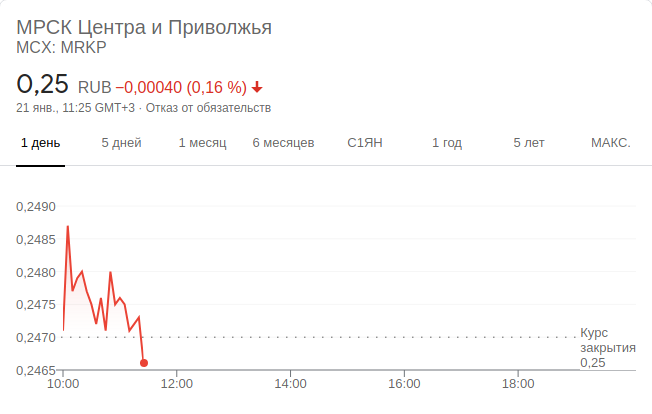 МРСК Центра и Приволжья
MCX: MRKP
0,25 RUB −0,00040 (0,16 %)
21 янв., 11:25 GMT+3 · Отказ от обязательств
1 день 5 дней 1 месяц 6 месяцев С1ЯН 1 год 5 лет МАКС.
0,2490
0,2485
0,2480
0,2475
0,2470
0,2465
Курс
закрытия
0,25
10:00 12:00 14:00 16:00 18:00